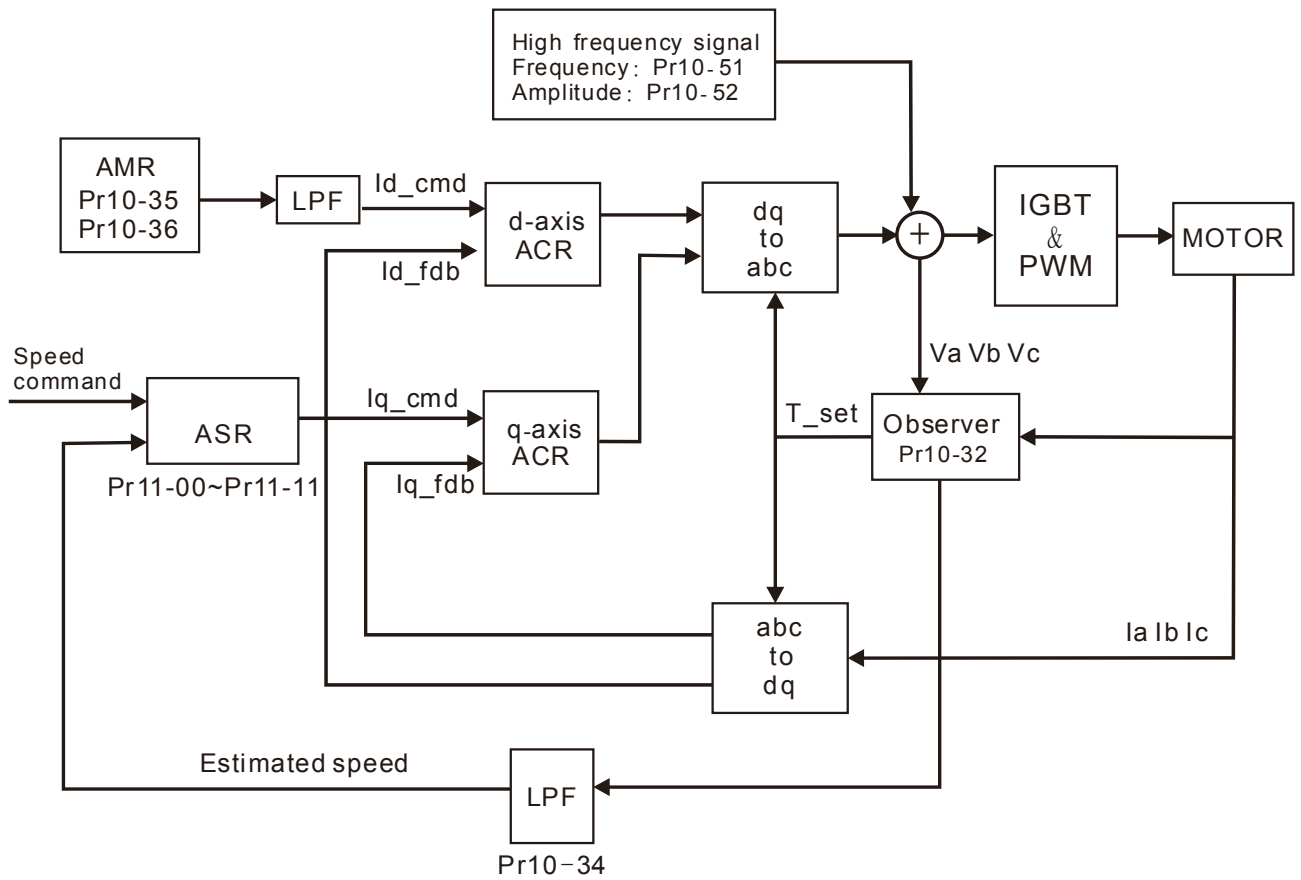 High frequency signal
Frequency: Pr10-51
Amplitude: Pr10-52
AMR
Pr10-35
Pr10-36
LPF
Id_cmd
Id_fdb
d-axis
ACR
dq
to
abc
+
IGBT
&
PWM
MOTOR
Va Vb Vc
Speed
command
ASR
Pr11-00~Pr11-11
Iq_cmd
Iq_fdb
q-axis
ACR
T_set
Observer
Pr10-32
abc
to
dq
Ia Ib Ic
Estimated speed
LPF
Pr10-34